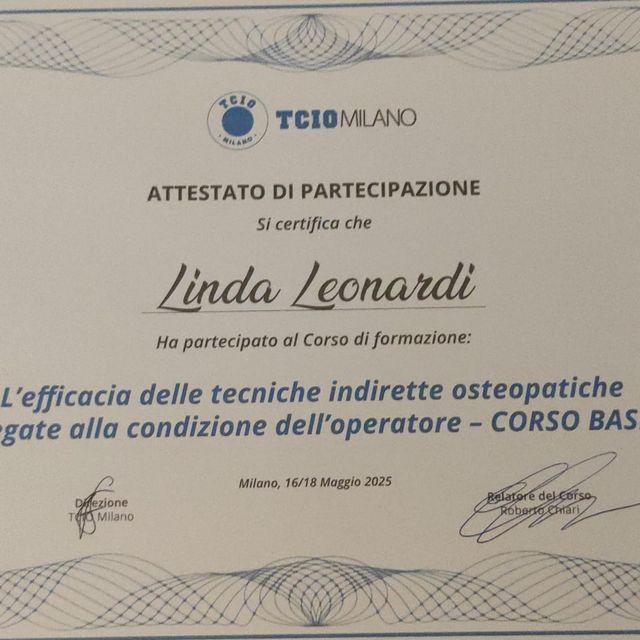 TCIO
MILANO
TCIOMILANO
ATTESTATO DI PARTECIPAZIONE
Si certifica che
Linda Leonardi
Ha partecipato al Corso di formazione:
L'efficacia delle tecniche indirette osteopatiche
egate alla condizione dell'operatore – CORSO BAS
Milano, 16/18 Maggio 2025
Direzione
TCIO Milano
Relatore del Corso
Roberto Chiari